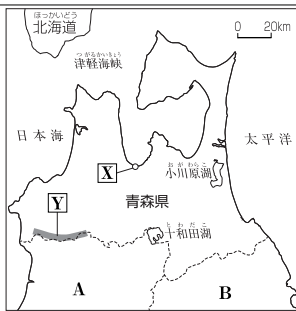 ほっかいどう
北海道
0 20km
つがるかいきょう
津軽海峡
日本海
太平洋
X
おがわらこ
小川原湖
青森県
Y
とわだこ
十和田湖
A
B